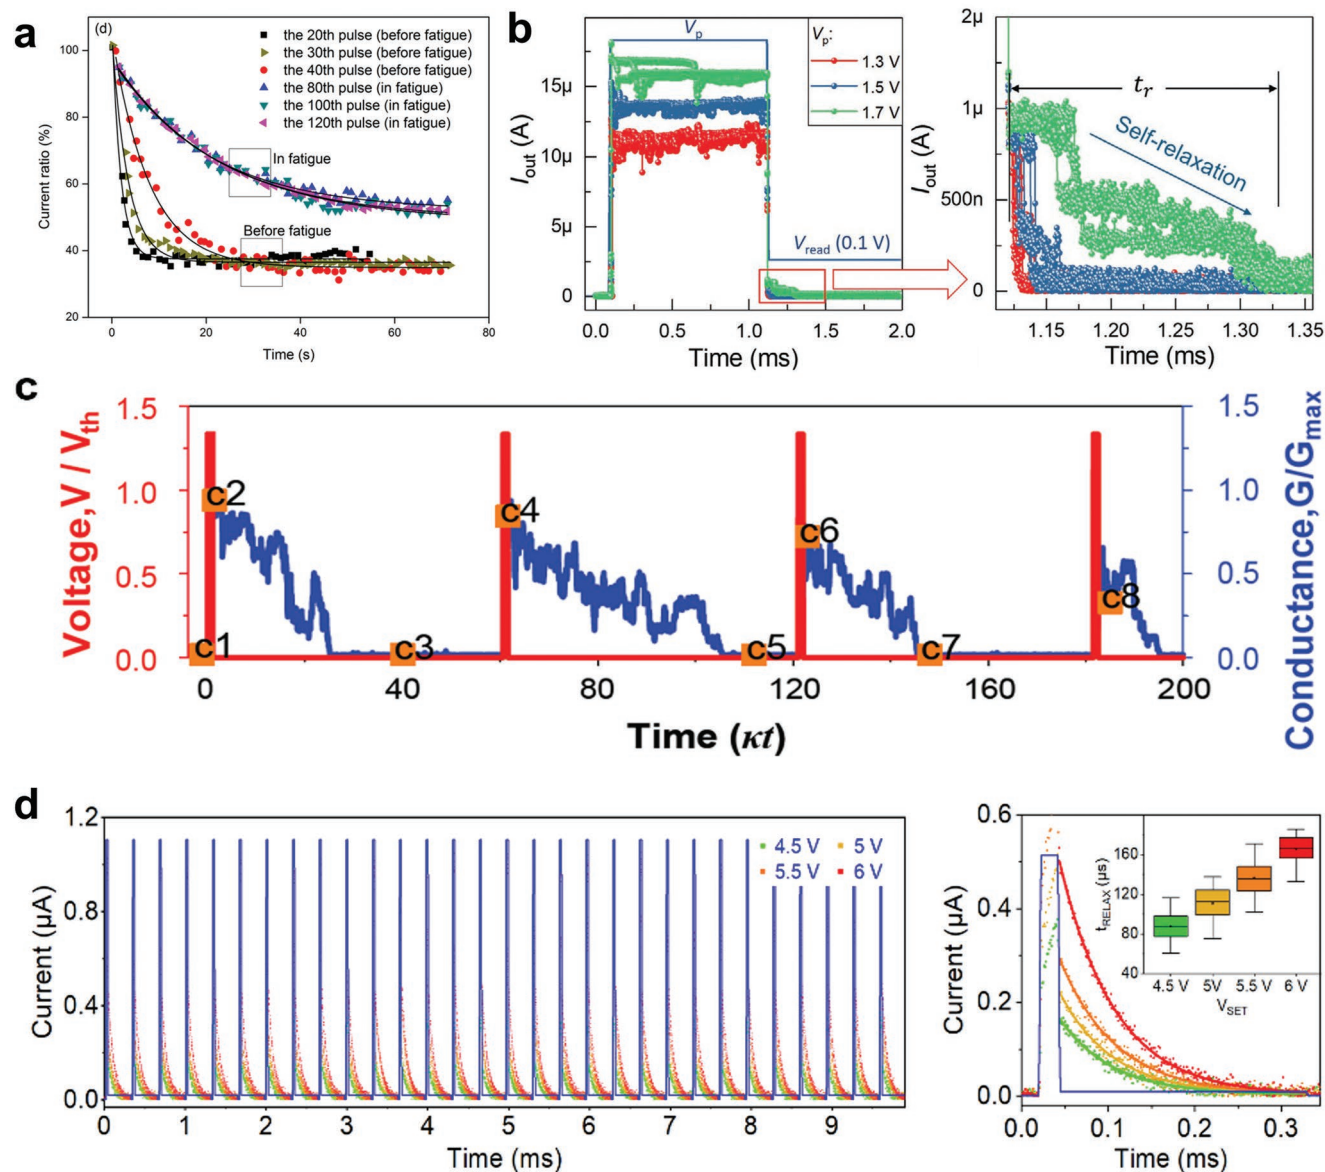 a
(d)
the 20th pulse (before fatigue)
the 30th pulse (before fatigue)
the 40th pulse (before fatigue)
the 80th pulse (in fatigue)
the 100th pulse (in fatigue)
the 120th pulse (in fatigue)
In fatigue
Before fatigue
Current ratio (%)
100
80
60
40
20
0
20
40
60
80
Time (s)
b
Vp
Vp:
1.3 V
1.5 V
1.7 V
Vread (0.1 V)
Iout (A)
15μ
10μ
5μ
0
0.0
0.5
1.0
1.5
2.0
Time (ms)
tr
Self-relaxation
Iout (A)
2μ
1μ
500n
0
1.15
1.20
1.25
1.30
1.35
Time (ms)
c
Voltage, V / Vth
1.5
1.0
0.5
0.0
c1
c2
c3
c4
c5
c6
c7
c8
1.5
1.0
0.5
0.0
Conductance, G/Gmax
0
40
80
120
160
200
Time (κt)
d
Current (μA)
1.2
0.8
0.4
0.0
4.5 V
5 V
5.5 V
6 V
0 1 2 3 4 5 6 7 8 9
Time (ms)
Current (μA)
0.6
0.4
0.2
0.0
tRELAX (μs)
160
120
80
40
4.5 V 5V 5.5 V 6 V
VSET
0.0 0.1 0.2 0.3
Time (ms)